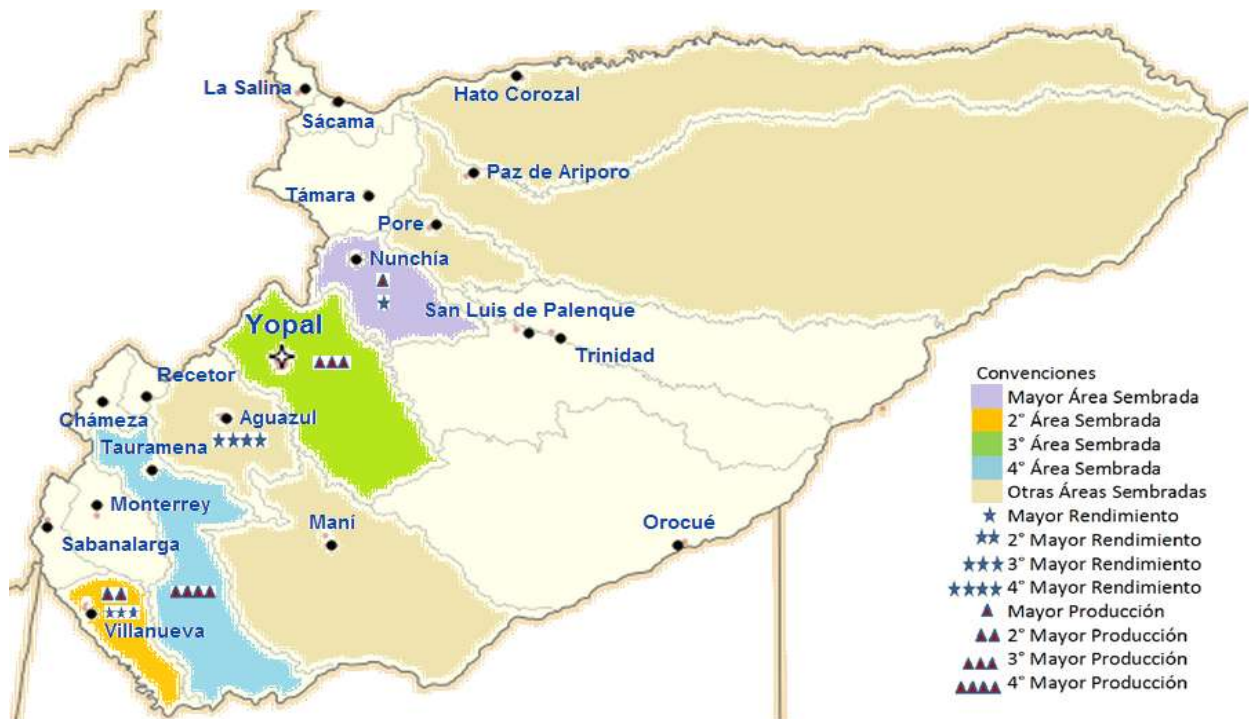 La Salina
Hato Corozal
Sácama
Paz de Ariporo
Támara
Pore
Nunchía
San Luis de Palenque
Yopal
Trinidad
Recetor
Chámeza
Aguazul
Tauramena
Monterrey
Maní
Orocué
Sabanalarga
Villanueva
Convenciones
Mayor Área Sembrada
2° Área Sembrada
3° Área Sembrada
4° Área Sembrada
Otras Áreas Sembradas
Mayor Rendimiento
2° Mayor Rendimiento
3° Mayor Rendimiento
4° Mayor Rendimiento
Mayor Producción
2° Mayor Producción
3° Mayor Producción
4° Mayor Producción